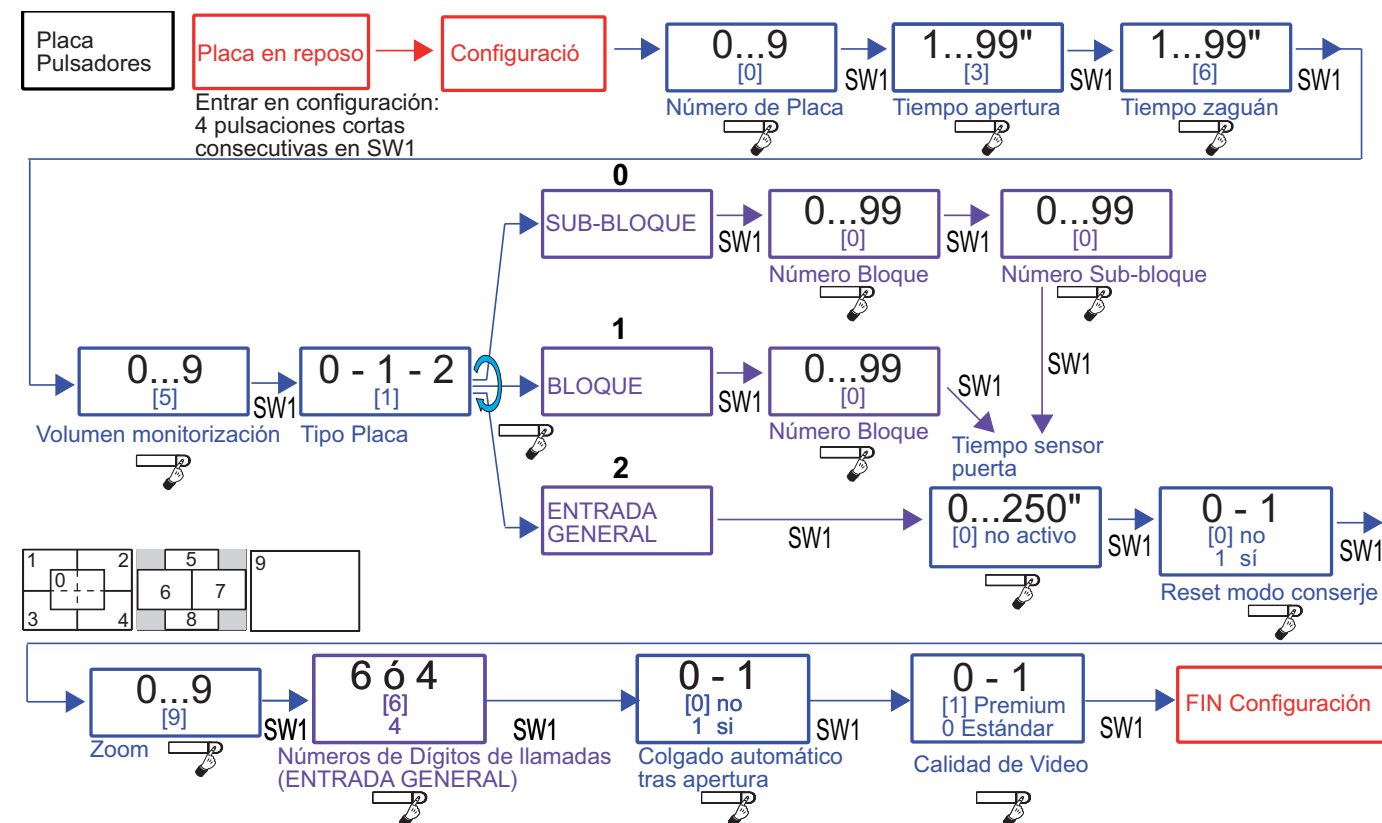 Placa
Pulsadores
Placa en reposo
Configuració
0...9
[0]
SW1
1...99"
[3]
SW1
1...99"
[6]
SW1
Número de Placa
Tiempo apertura
Tiempo zaguán
Entrar en configuración:
4 pulsaciones cortas
consecutivas en SW1
0
SUB-BLOQUE
SW1
0...99
[0]
SW1
0...99
[0]
Número Bloque
Número Sub-bloque
SW1
0...9
[5]
SW1
0 - 1 - 2
[1]
Volumen monitorización
Tipo Placa
1
BLOQUE
SW1
0...99
[0]
SW1
Número Bloque
Tiempo sensor
puerta
2
ENTRADA
GENERAL
SW1
0...250"
[0] no activo
SW1
0 - 1
[0] no
1 sí
SW1
Reset modo conserje
1
2
0
3
4
5
6
7
8
9
0...9
[9]
SW1
Zoom
6 ó 4
[6]
4
SW1
Números de Dígitos de llamadas
(ENTRADA GENERAL)
0 - 1
[0] no
1 si
SW1
Colgado automático
tras apertura
0 - 1
[1] Premium
0 Estándar
SW1
Calidad de Video
FIN Configuración